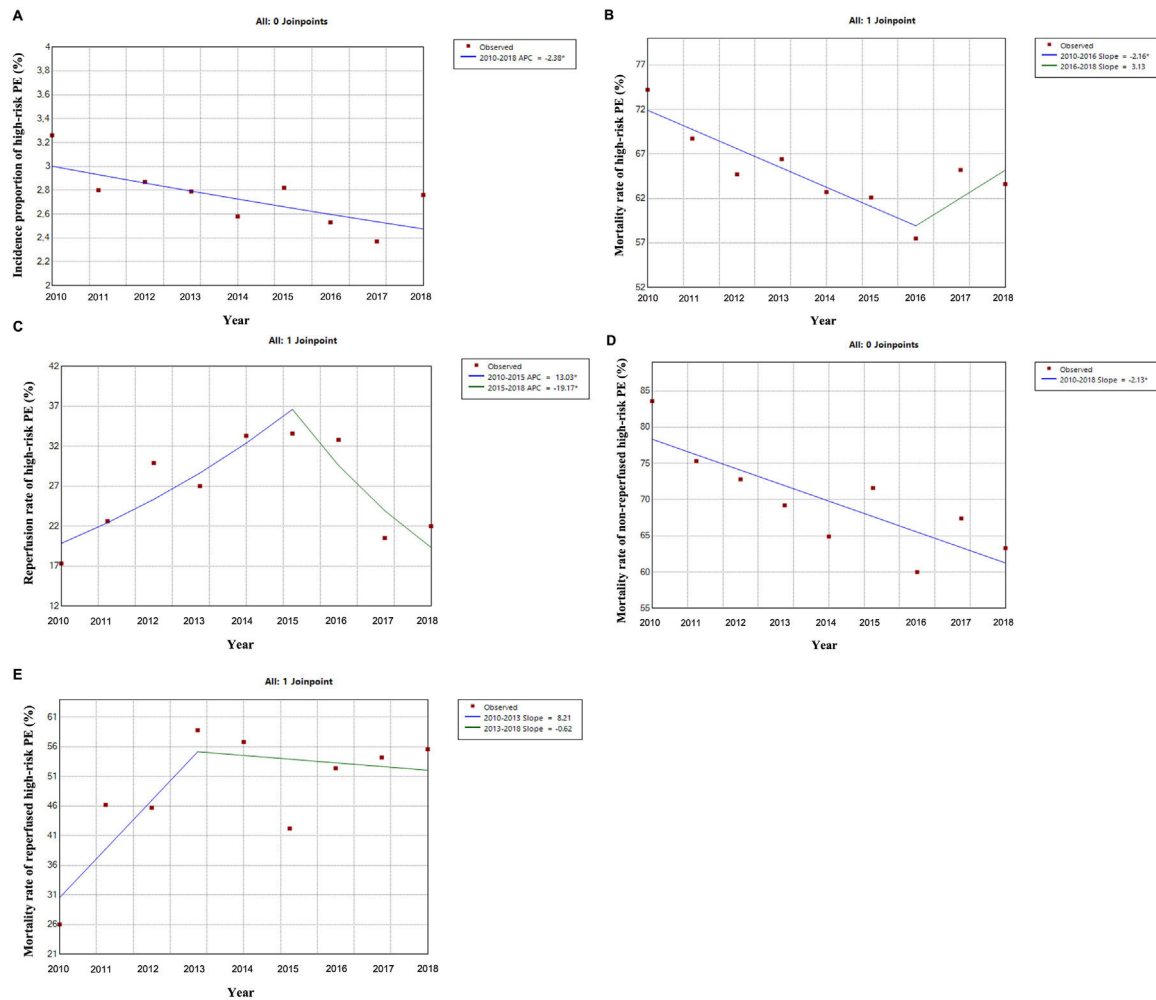 A
All: 0 Joinpoints
Incidence proportion of high-risk PE (%)
4
3,8
3,6
3,4
3,2
3
2,8
2,6
2,4
2,2
2
2010 2011 2012 2013 2014 2015 2016 2017 2018
Year
Observed
2010-2018 APC = -2.38*
B
All: 1 Joinpoint
Mortality rate of high-risk PE (%)
77
72
67
62
57
52
2010 2011 2012 2013 2014 2015 2016 2017 2018
Year
Observed
2010-2016 Slope = -2.16*
2016-2018 Slope = 3.13
C
All: 1 Joinpoint
Reperfusion rate of high-risk PE (%)
42
37
32
27
22
17
12
2010 2011 2012 2013 2014 2015 2016 2017 2018
Year
Observed
2010-2015 APC = 13.03*
2015-2018 APC = -19.17*
D
All: 0 Joinpoints
Mortality rate of non-reperfused high-risk PE (%)
85
80
75
70
65
60
55
2010 2011 2012 2013 2014 2015 2016 2017 2018
Year
Observed
2010-2018 Slope = -2.13*
E
All: 1 Joinpoint
Mortality rate of reperfused high-risk PE (%)
61
56
51
46
41
36
31
26
21
2010 2011 2012 2013 2014 2015 2016 2017 2018
Year
Observed
2010-2013 Slope = 8.21
2013-2018 Slope = -0.62